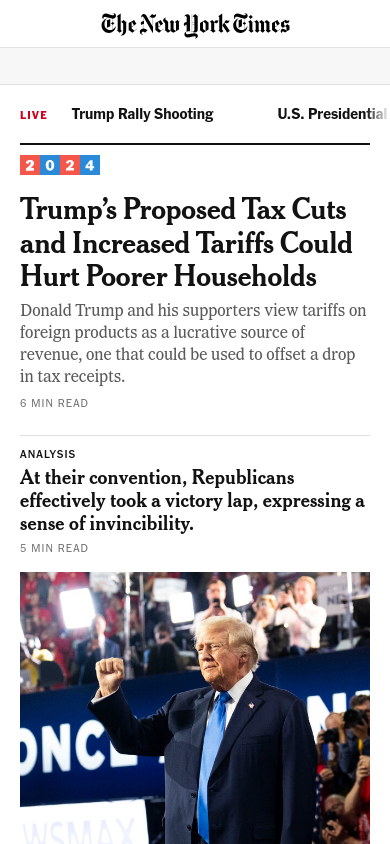 The New York Times
LIVE Trump Rally Shooting U.S. Presidential
2024
Trump's Proposed Tax Cuts
and Increased Tariffs Could
Hurt Poorer Households
Donald Trump and his supporters view tariffs on
foreign products as a lucrative source of
revenue, one that could be used to offset a drop
in tax receipts.
6 MIN READ
ANALYSIS
At their convention, Republicans
effectively took a victory lap, expressing a
sense of invincibility.
5 MIN READ
ONCE
WSMAX